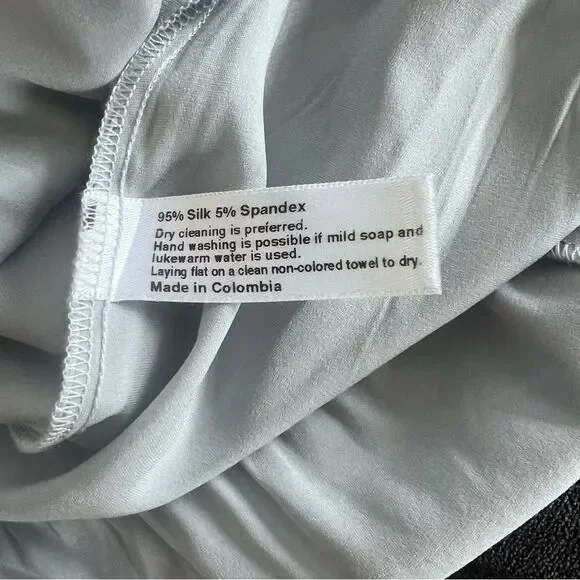 95% Silk 5% Spandex
Dry cleaning is preferred.
Hand washing is possible if mild soap and
lukewarm water is used.
Laying flat on a clean non-colored towel to dry.
Made in Colombia